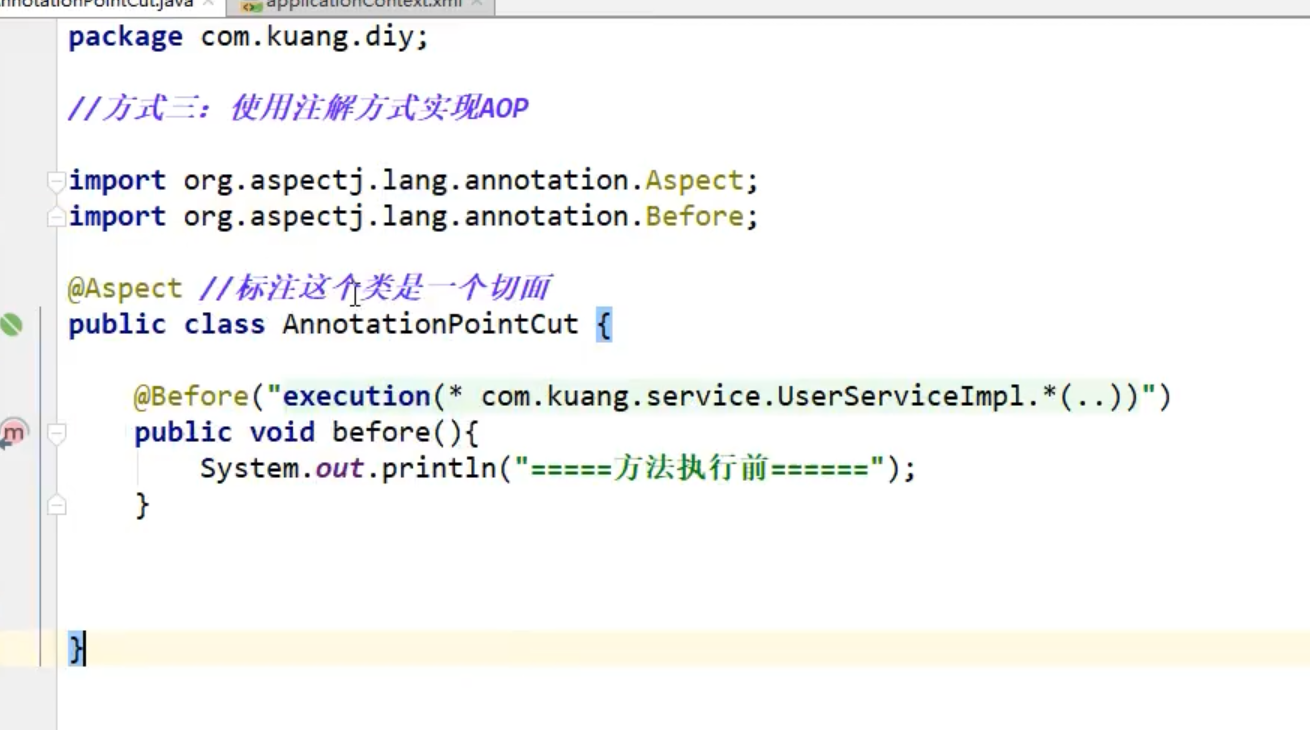 nnotationPointCut.java
applicationContext.xml
package com.kuang.diy;
//方式三：使用注解方式实现AOP
import org.aspectj.lang.annotation.Aspect;
import org.aspectj.lang.annotation.Before;
@Aspect //标注这个类是一个切面
public class AnnotationPointCut {
@Before("execution(* com.kuang.service.UserServiceImpl.*(..))")
public void before(){
System.out.println("=====方法执行前======");
}
}